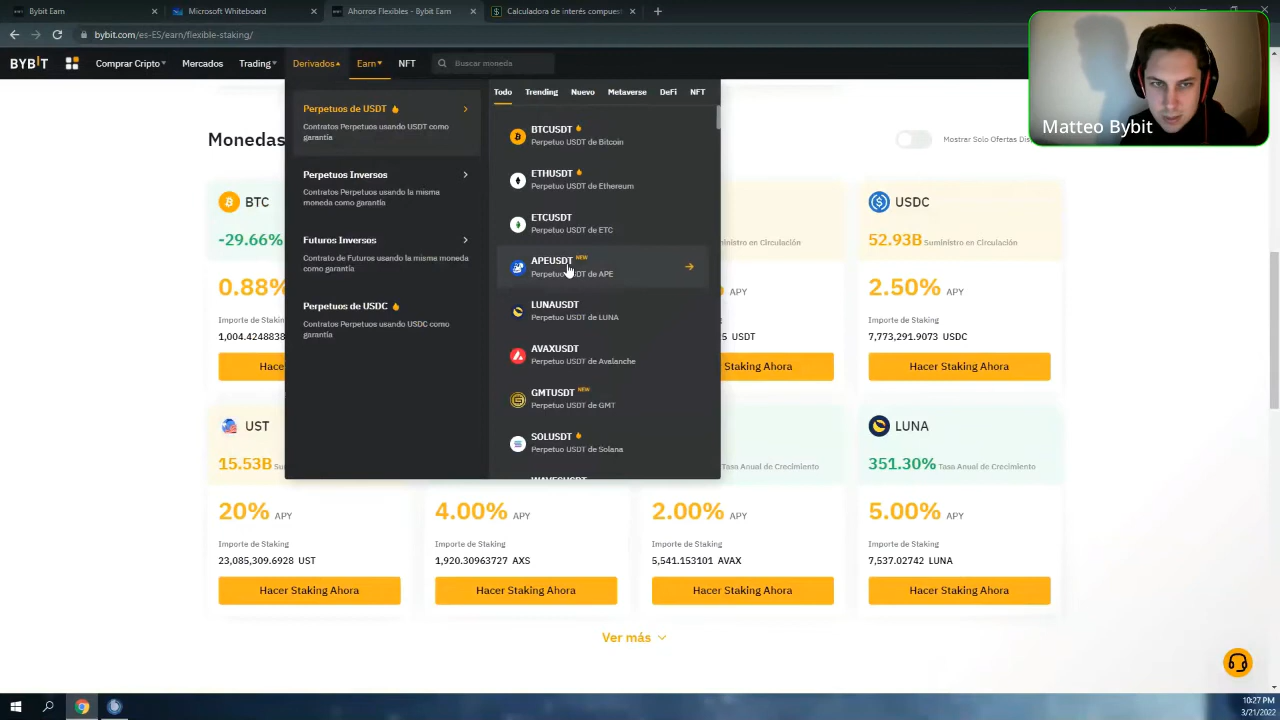 Bybit Earn
Microsoft Whiteboard
Ahorros Flexibles - Bybit Earn
Calculadora de interés compues
bybit.com/es-ES/earn/flexible-staking/
BYBIT
Comprar Cripto
Mercados
Trading
Derivados
Earn
NFT
Buscar moneda
Perpetuos de USDT
Contratos Perpetuos usando USDT como
garantía
Perpetuos Inversos
Contratos Perpetuos usando la misma
moneda como garantía
Futuros Inversos
Contrato de Futuros usando la misma moneda
como garantía
Perpetuos de USDC
Contratos Perpetuos usando USDC como
garantía
Todo
Trending
Nuevo
Metaverse
DeFi
NFT
BTCUSDT
Perpetuo USDT de Bitcoin
ETHUSDT
Perpetuo USDT de Ethereum
ETCUSDT
Perpetuo USDT de ETC
APEUSDT NEW
Perpetuo USDT de APE
LUNAUSDT
Perpetuo USDT de LUNA
AVAXUSDT
Perpetuo USDT de Avalanche
GMTUSDT NEW
Perpetuo USDT de GMT
SOLUSDT
Perpetuo USDT de Solana
Matteo Bybit
Monedas
Mostrar Solo Ofertas Dis
BTC
-29.66%
0.88%
Importe de Staking
1,004.4248838
Hace
ministro en Circulación
APY
5 USDT
Staking Ahora
USDC
52.93B Suministro en Circulación
2.50% APY
Importe de Staking
7,773,291.9073 USDC
Hacer Staking Ahora
UST
15.53B Su
20% APY
Importe de Staking
23,085,309.6928 UST
Hacer Staking Ahora
4.00% APY
Importe de Staking
1,920.30963727 AXS
Hacer Staking Ahora
Tasa Anual de Crecimiento
2.00% APY
Importe de Staking
5,541.153101 AVAX
Hacer Staking Ahora
LUNA
351.30% Tasa Anual de Crecimiento
5.00% APY
Importe de Staking
7,537.02742 LUNA
Hacer Staking Ahora
Ver más
10:27 PM
3/21/2022